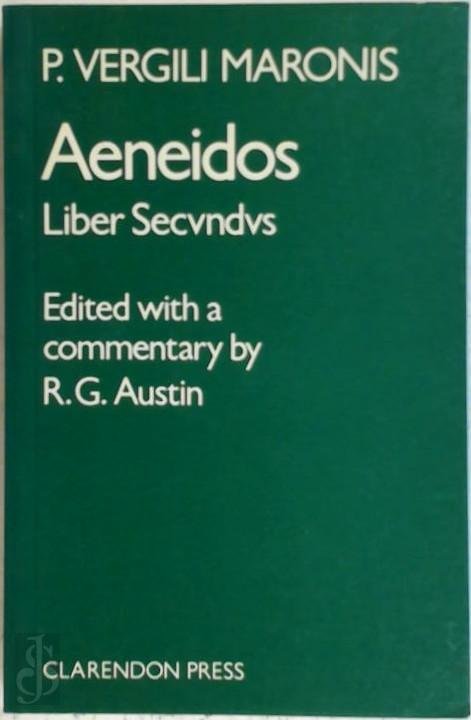 P. VERGILI MARONIS
Aeneidos
Liber Secvndvs
Edited with a
commentary by
R.G. Austin
CLARENDON PRESS